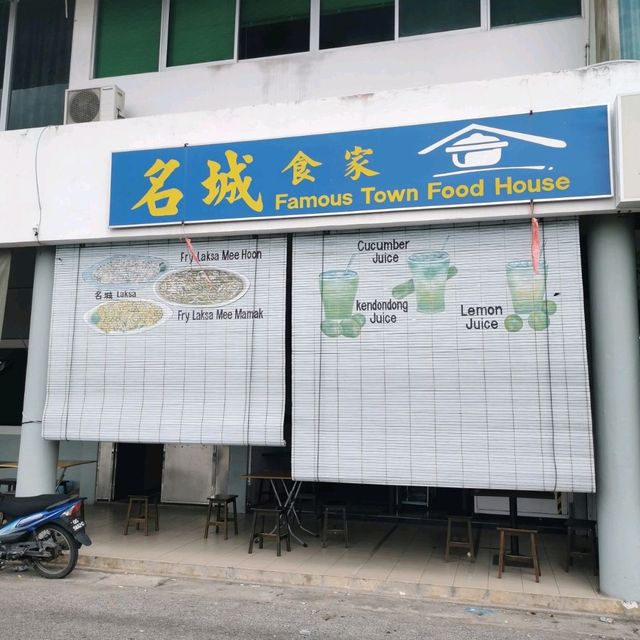 名城 食家
Famous Town Food House
Fry Laksa Mee Hoon
名城 Laksa
Fry Laksa Mee Mamak
Cucumber
Juice
kendondong
Juice
Lemon
Juice